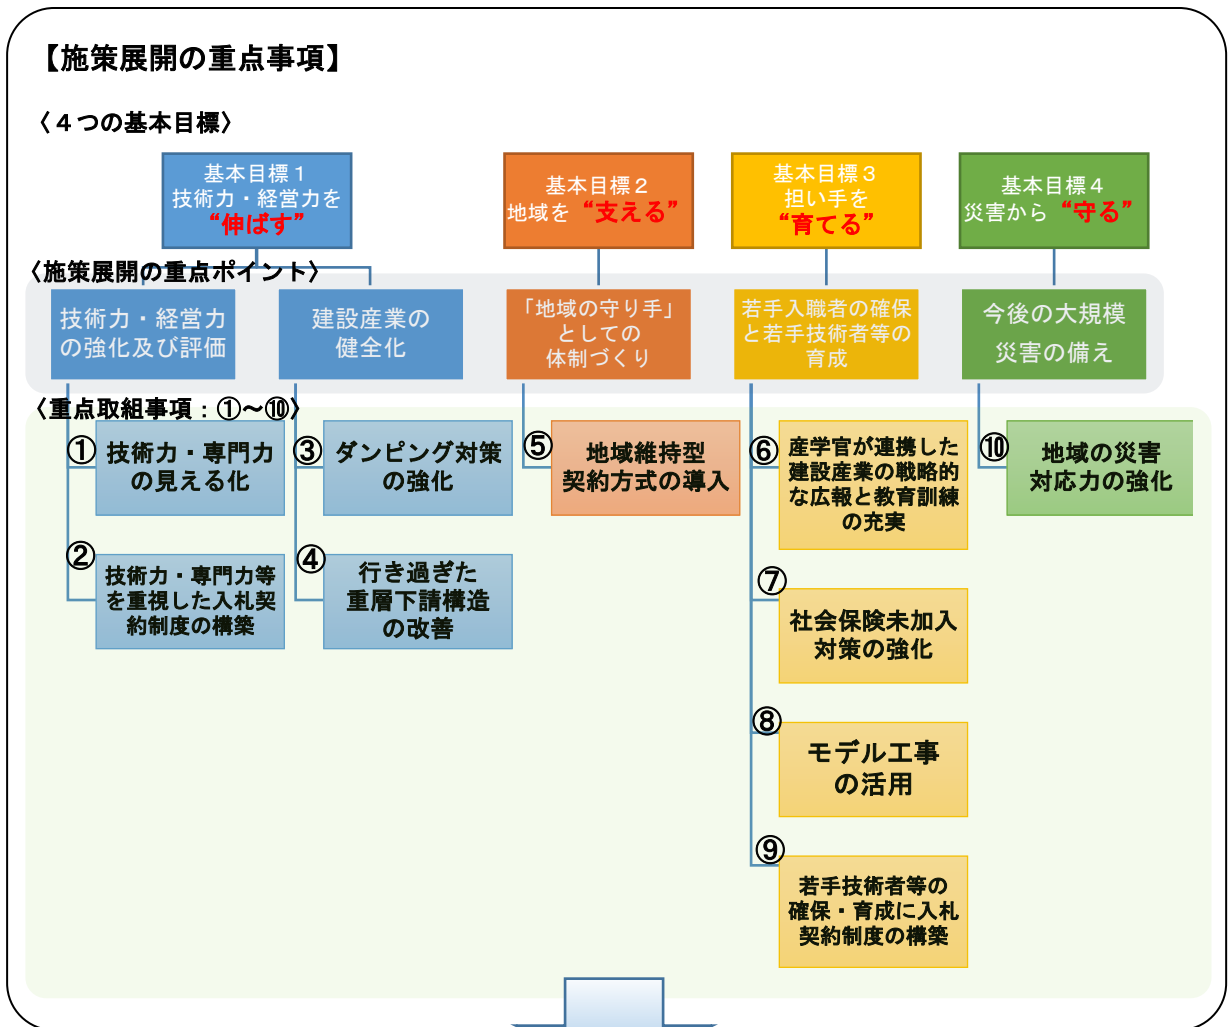 【施策展開の重点事項】
〈４つの基本目標〉
基本目標１
技術力・経営力を
“伸ばす”
基本目標２
地域を “支える”
基本目標３
担い手を
“育てる”
基本目標４
災害から “守る”
〈施策展開の重点ポイント〉
技術力・経営力
の強化及び評価
建設産業の
健全化
「地域の守り手」
としての
体制づくり
若手入職者の確保
と若手技術者等の
育成
今後の大規模
災害の備え
〈重点取組事項：①～⑩〉
①
技術力・専門力
の見える化
②
技術力・専門力等
を重視した入札契
約制度の構築
③
ダンピング対策
の強化
④
行き過ぎた
重層下請構造
の改善
⑤
地域維持型
契約方式の導入
⑥
産学官が連携した
建設産業の戦略的
な広報と教育訓練
の充実
⑦
社会保険未加入
対策の強化
⑧
モデル工事
の活用
⑨
若手技術者等の
確保・育成に入札
契約制度の構築
⑩
地域の災害
対応力の強化